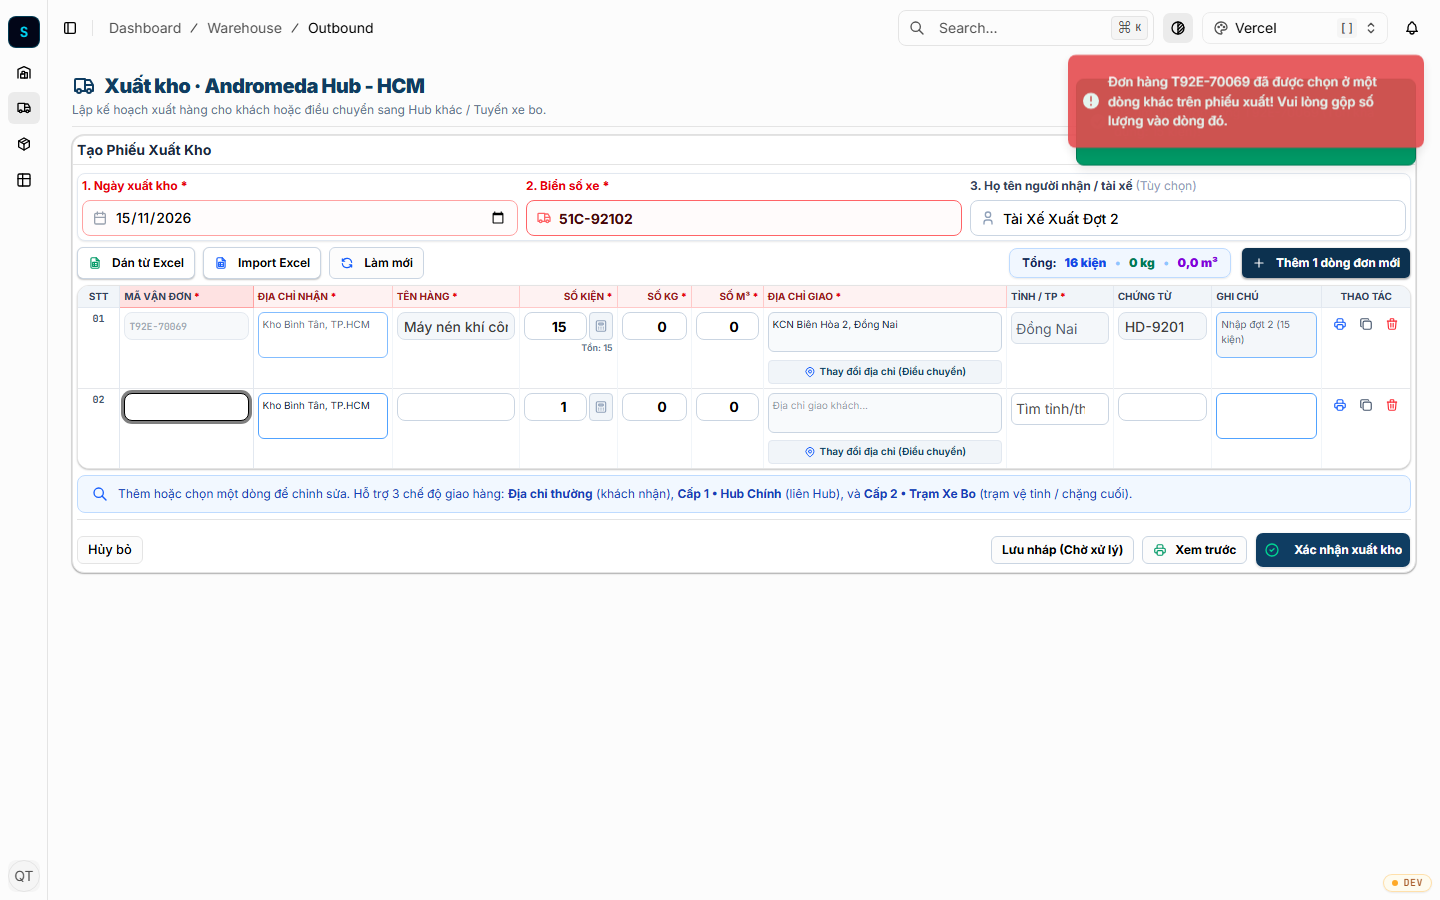 S
Dashboard / Warehouse / Outbound
Search...
⌘ K
Vercel
[ ]
Đơn hàng T92E-70069 đã được chọn ở một
dòng khác trên phiếu xuất! Vui lòng gộp số
lượng vào dòng đó.
Xuất kho · Andromeda Hub - HCM
Lập kế hoạch xuất hàng cho khách hoặc điều chuyển sang Hub khác / Tuyến xe bo.
Tạo Phiếu Xuất Kho
1. Ngày xuất kho *
2. Biển số xe *
3. Họ tên người nhận / tài xế (Tùy chọn)
15/11/2026
51C-92102
Tài Xế Xuất Đợt 2
Dán từ Excel
Import Excel
Làm mới
Tổng: 16 kiện • 0 kg • 0,0 m³
Thêm 1 dòng đơn mới
STT MÃ VẬN ĐƠN * ĐỊA CHỈ NHẬN * TÊN HÀNG * SỐ KIỆN * SỐ KG * SỐ M³ * ĐỊA CHỈ GIAO * TỈNH / TP * CHỨNG TỪ GHI CHÚ THAO TÁC
01 T92E-70069 Kho Bình Tân, TP.HCM Máy nén khí côn 15 0 0 KCN Biên Hòa 2, Đồng Nai Đồng Nai HD-9201 Nhập đợt 2 (15
kiện)
Tồn: 15
Thay đổi địa chỉ (Điều chuyển)
02 Kho Bình Tân, TP.HCM 1 0 0 Địa chỉ giao khách... Tìm tỉnh/th
Thay đổi địa chỉ (Điều chuyển)
Thêm hoặc chọn một dòng để chỉnh sửa. Hỗ trợ 3 chế độ giao hàng: Địa chỉ thường (khách nhận), Cấp 1 • Hub Chính (liên Hub), và Cấp 2 • Trạm Xe Bo (trạm vệ tinh / chặng cuối).
Hủy bỏ
Lưu nháp (Chờ xử lý)
Xem trước
Xác nhận xuất kho
QT
DEV